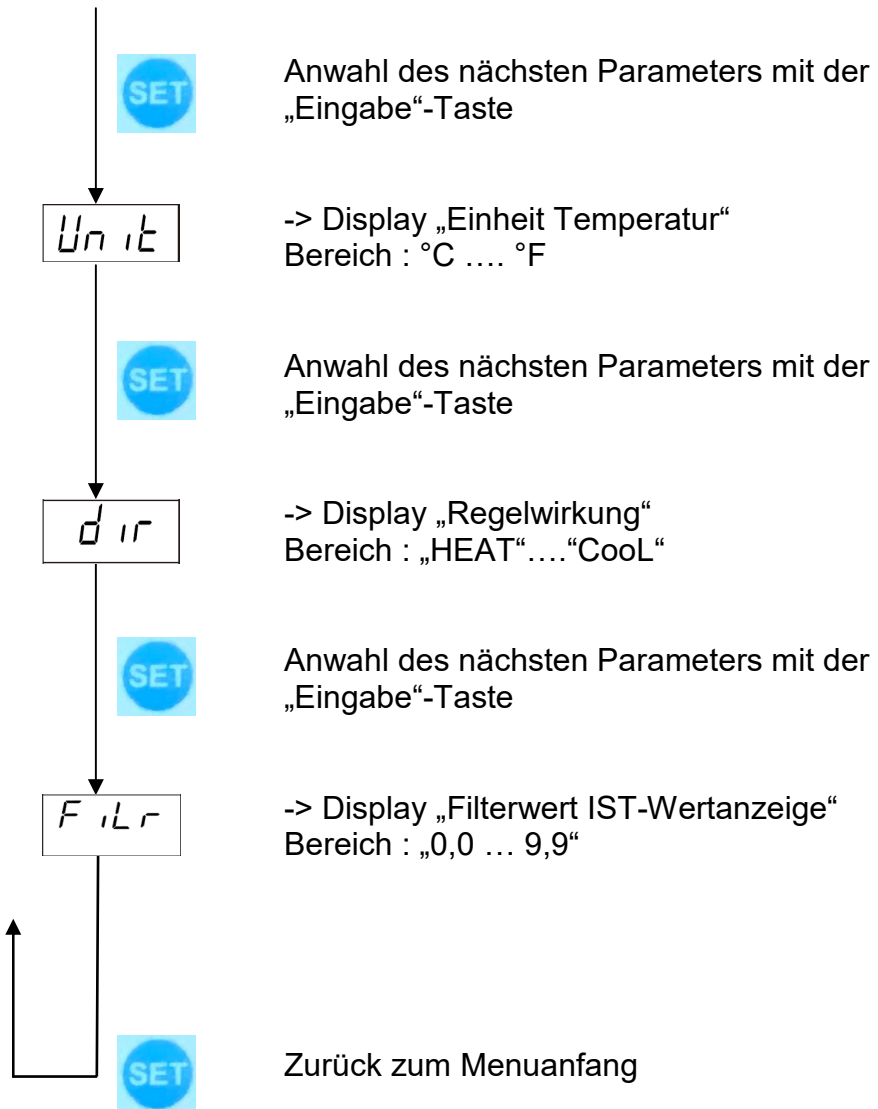 SET
Anwahl des nächsten Parameters mit der
„Eingabe“-Taste
Unit
-> Display „Einheit Temperatur“
Bereich : °C …. °F
SET
Anwahl des nächsten Parameters mit der
„Eingabe“-Taste
dir
-> Display „Regelwirkung“
Bereich : „HEAT“….“CooL“
SET
Anwahl des nächsten Parameters mit der
„Eingabe“-Taste
FiLr
-> Display „Filterwert IST-Wertanzeige“
Bereich : „0,0 … 9,9“
SET
Zurück zum Menuanfang